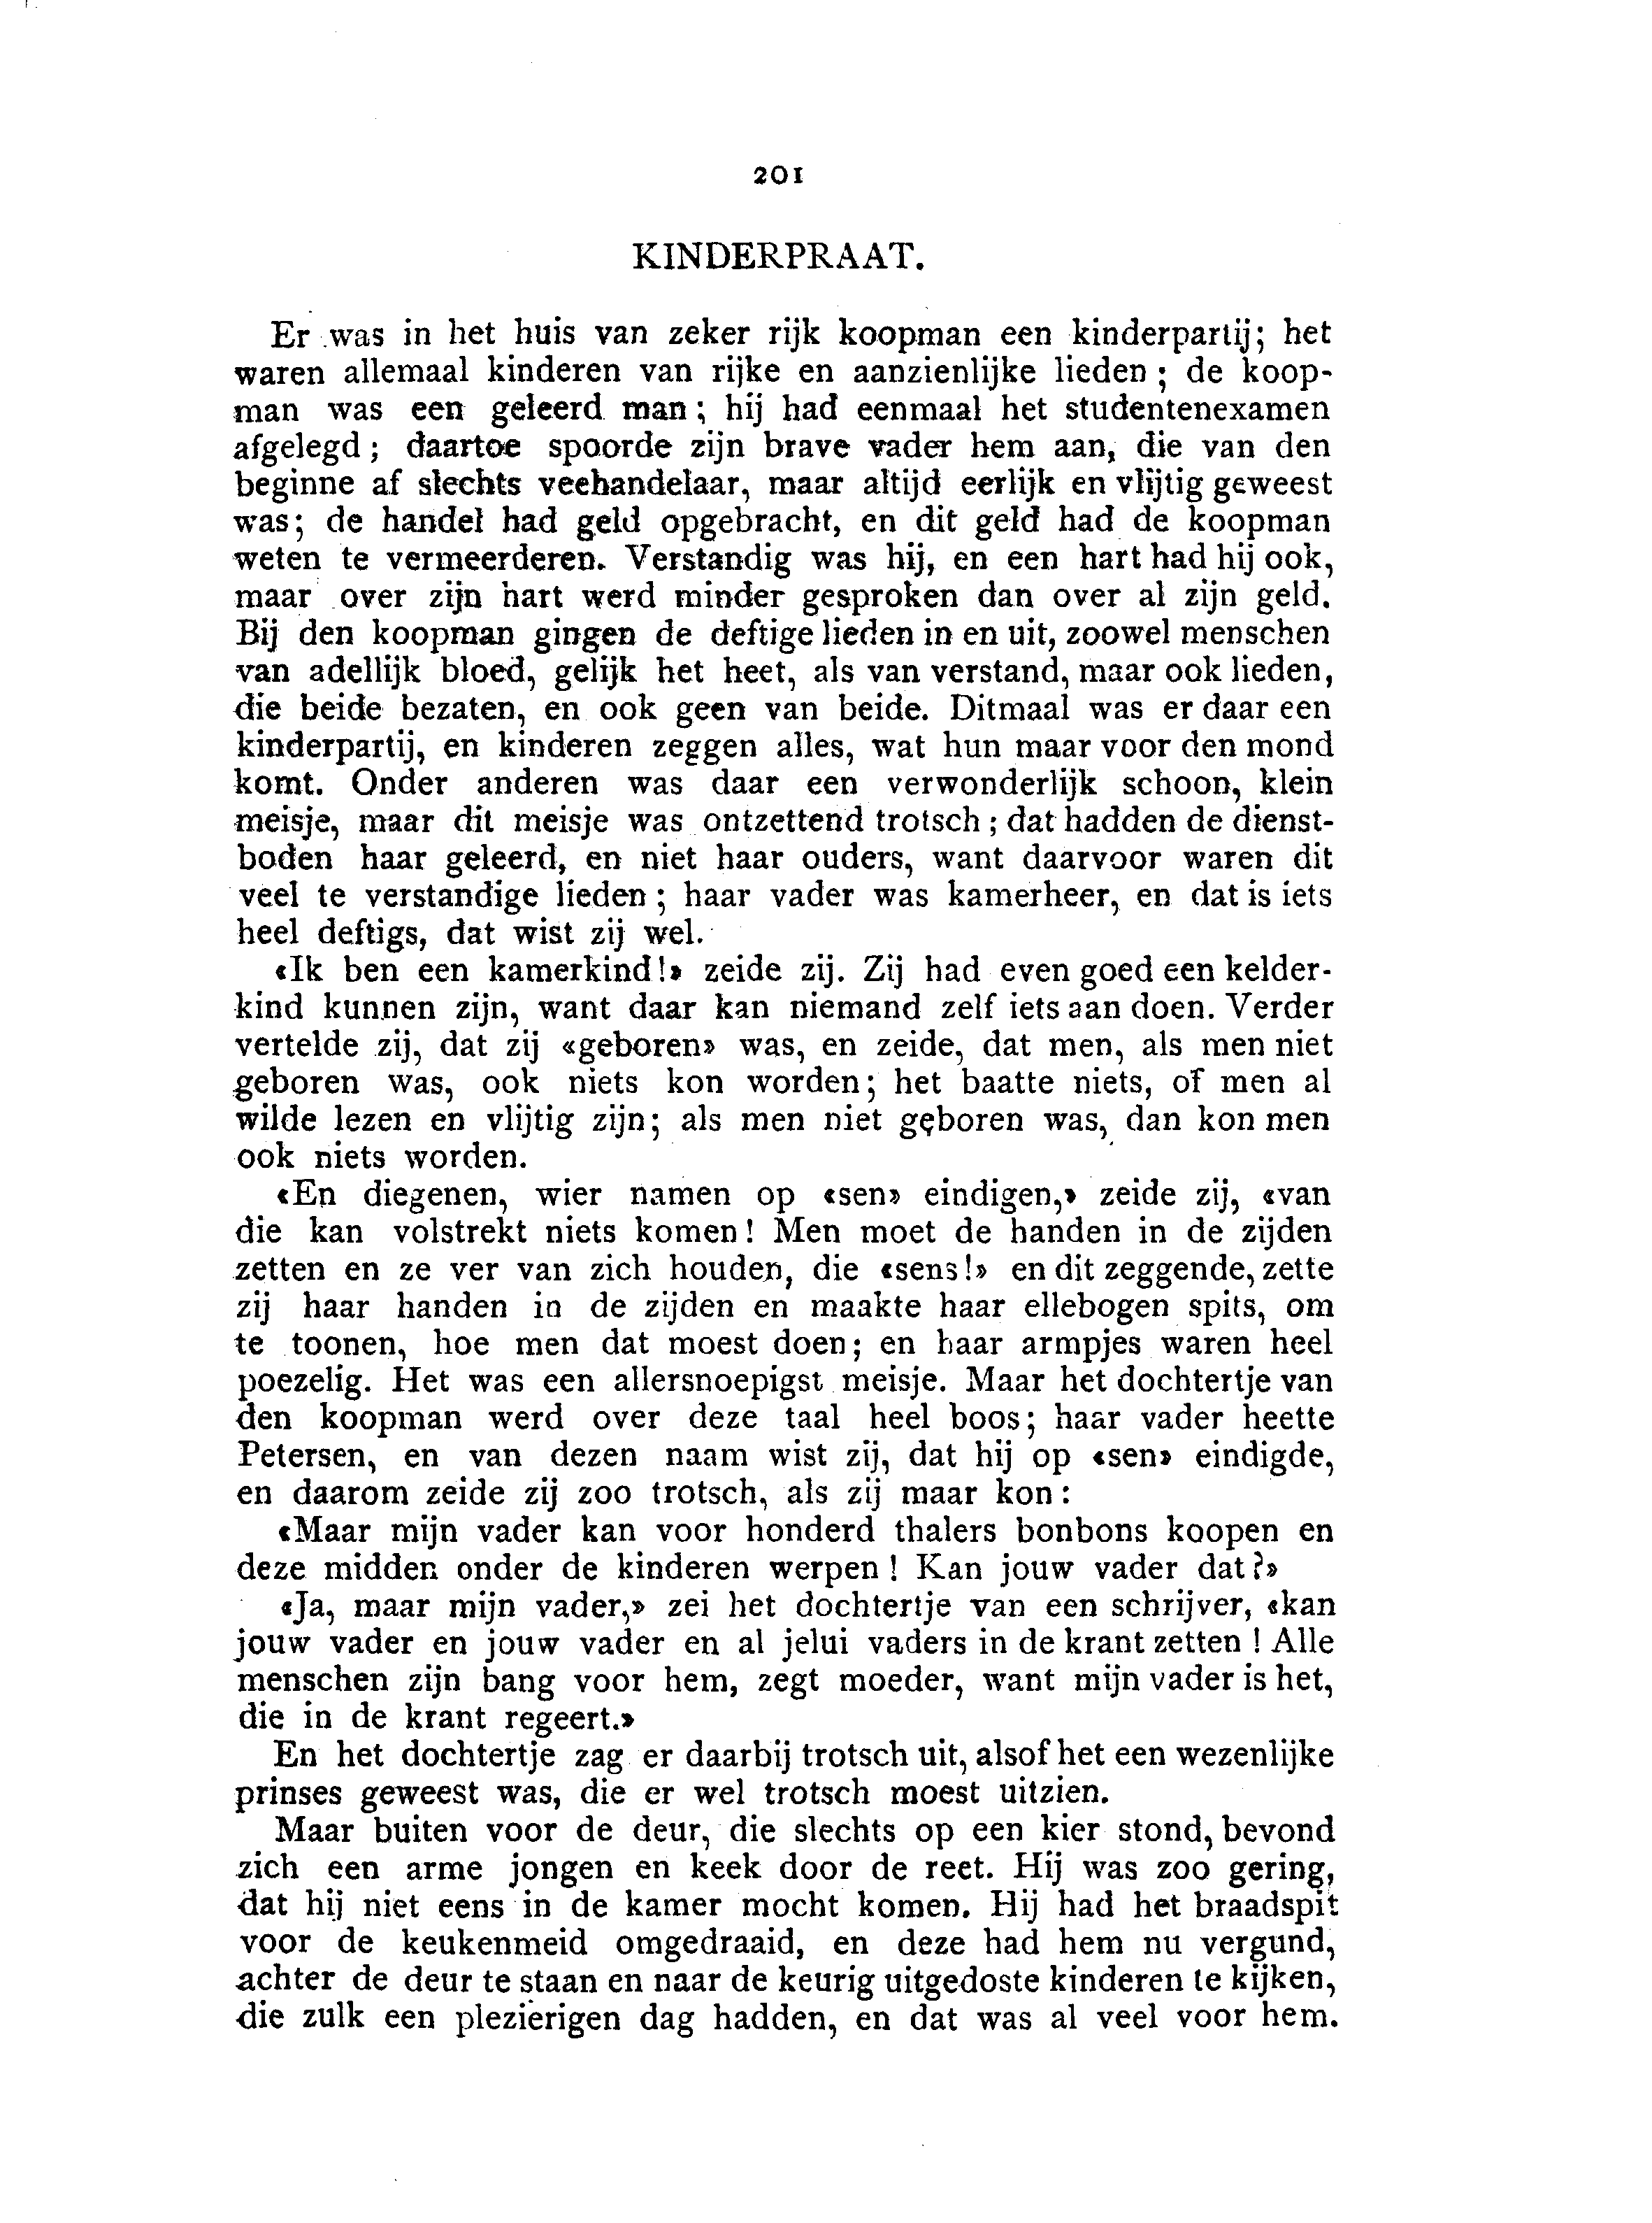 201
KINDERPRAAT.
Er was in het huis van zeker rijk koopman een kinderpartij; het
waren allemaal kinderen van rijke en aanzienlijke lieden; de koop-
man was een geleerd man; hij had eenmaal het studentenexamen
afgelegd; daartoe spoorde zijn brave vader hem aan, die van den
beginne af slechts veehandelaar, maar altijd eerlijk en vlijtig geweest
was; de handel had geld opgebracht, en dit geld had de koopman
weten te vermeerderen. Verstandig was hij, en een hart had hij ook,
maar over zijn hart werd minder gesproken dan over al zijn geld.
Bij den koopman gingen de deftige lieden in en uit, zoowel menschen
van adellijk bloed, gelijk het heet, als van verstand, maar ook lieden,
die beide bezaten, en ook geen van beide. Ditmaal was er daar een
kinderpartij, en kinderen zeggen alles, wat hun maar voor den mond
komt. Onder anderen was daar een verwonderlijk schoon, klein
meisje, maar dit meisje was ontzettend trotsch; dat hadden de dienst-
boden haar geleerd, en niet haar ouders, want daarvoor waren dit
veel te verstandige lieden; haar vader was kamerheer, en dat is iets
heel deftigs, dat wist zij wel.
«Ik ben een kamerkind!» zeide zij. Zij had even goed een kelder-
kind kunnen zijn, want daar kan niemand zelf iets aan doen. Verder
vertelde zij, dat zij «geboren» was, en zeide, dat men, als men niet
geboren was, ook niets kon worden; het baatte niets, of men al
wilde lezen en vlijtig zijn; als men niet geboren was, dan kon men
ook niets worden.
«En diegenen, wier namen op «sen» eindigen,» zeide zij, «van
die kan volstrekt niets komen! Men moet de handen in de zijden
zetten en ze ver van zich houden, die «sens!» en dit zeggende, zette
zij haar handen in de zijden en maakte haar ellebogen spits, om
te toonen, hoe men dat moest doen; en haar armpjes waren heel
poezelig. Het was een allersnoepigst meisje. Maar het dochtertje van
den koopman werd over deze taal heel boos; haar vader heette
Petersen, en van dezen naam wist zij, dat hij op «sen» eindigde,
en daarom zeide zij zoo trotsch, als zij maar kon:
«Maar mijn vader kan voor honderd thalers bonbons koopen en
deze midden onder de kinderen werpen! Kan jouw vader dat?»
«Ja, maar mijn vader,» zei het dochtertje van een schrijver, «kan
jouw vader en jouw vader en al jelui vaders in de krant zetten! Alle
menschen zijn bang voor hem, zegt moeder, want mijn vader is het,
die in de krant regeert.»
En het dochtertje zag er daarbij trotsch uit, alsof het een wezenlijke
prinses geweest was, die er wel trotsch moest uitzien.
Maar buiten voor de deur, die slechts op een kier stond, bevond
zich een arme jongen en keek door de reet. Hij was zoo gering,
dat hij niet eens in de kamer mocht komen. Hij had het braadspit
voor de keukenmeid omgedraaid, en deze had hem nu vergund,
achter de deur te staan en naar de keurig uitgedoste kinderen te kijken,
die zulk een plezierigen dag hadden, en dat was al veel voor hem.